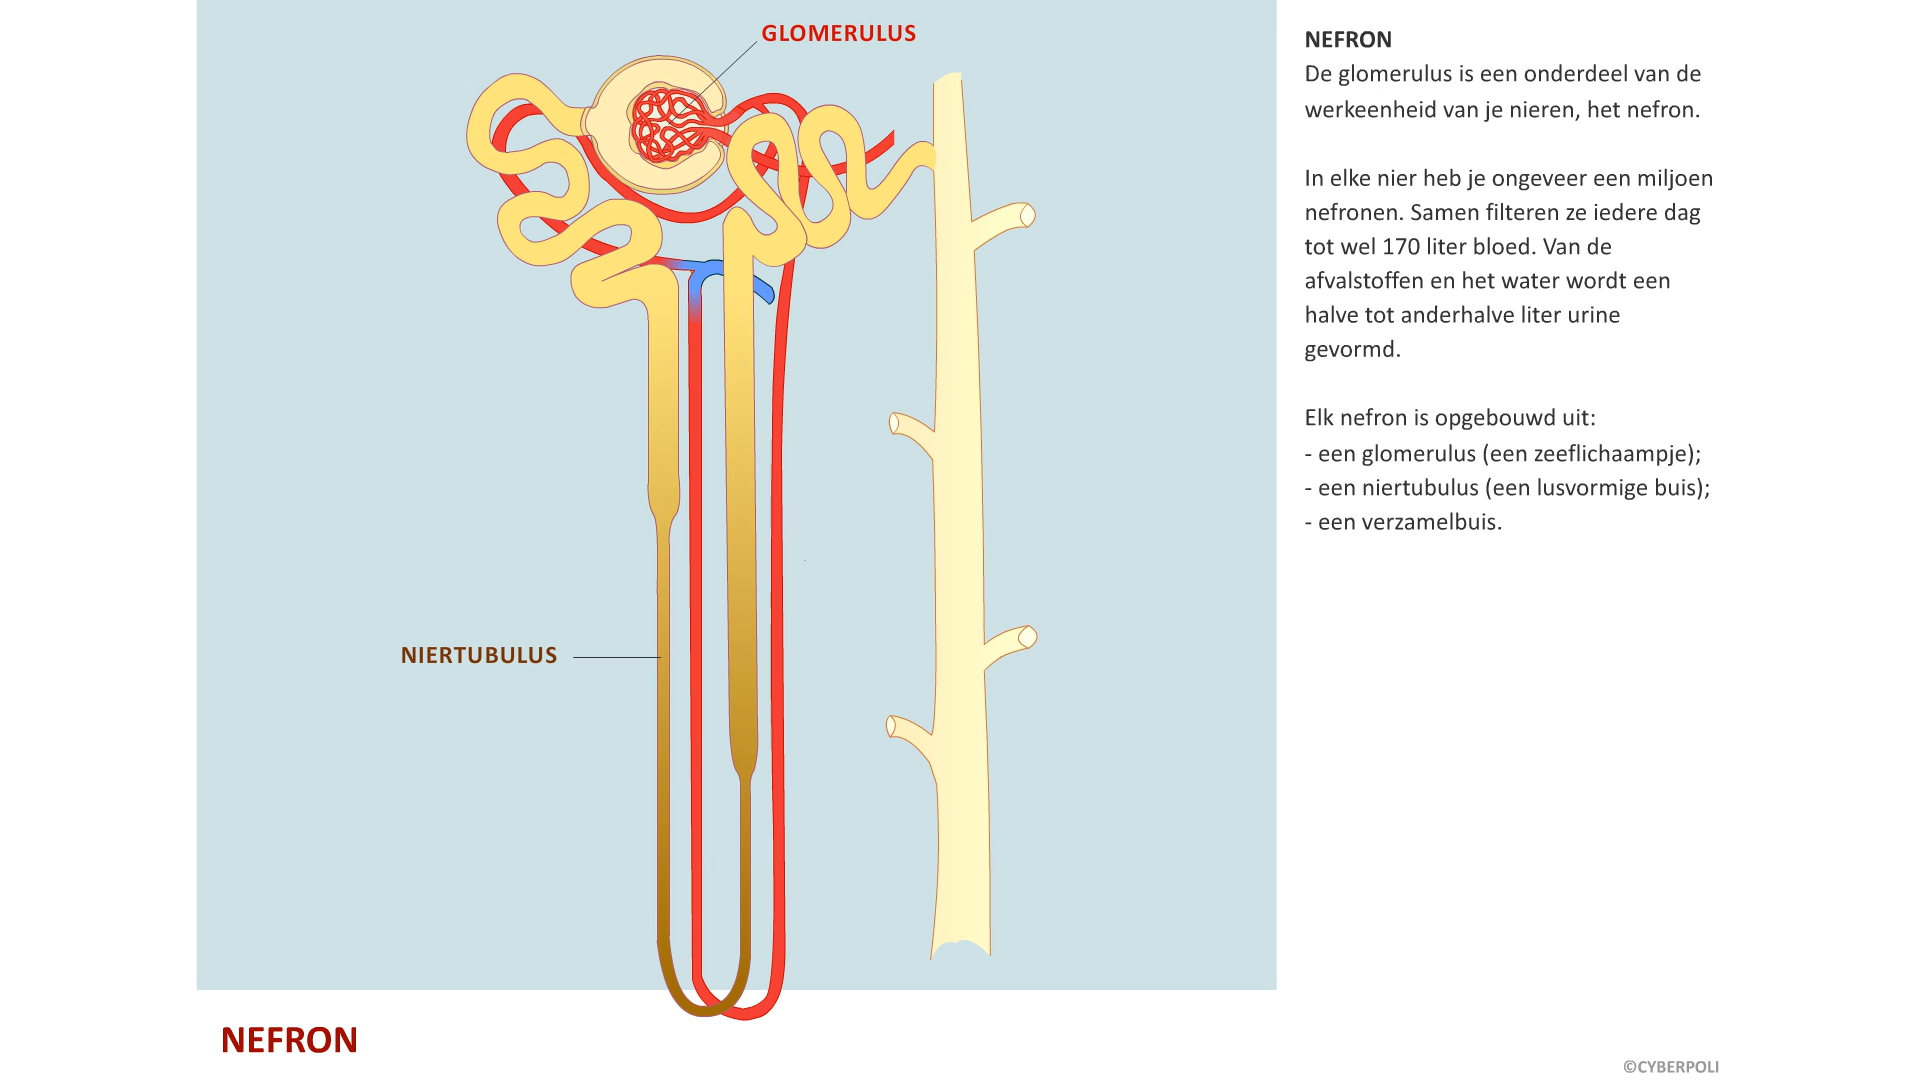 GLOMERULUS
NIERTUBULUS
NEFRON
NEFRON
De glomerulus is een onderdeel van de
werkeenheid van je nieren, het nefron.
In elke nier heb je ongeveer een miljoen
nefronen. Samen filteren ze iedere dag
tot wel 170 liter bloed. Van de
afvalstoffen en het water wordt een
halve tot anderhalve liter urine
gevormd.
Elk nefron is opgebouwd uit:
- een glomerulus (een zeeflichaampje);
- een niertubulus (een lusvormige buis);
- een verzamelbuis.
©CYBERPOLI